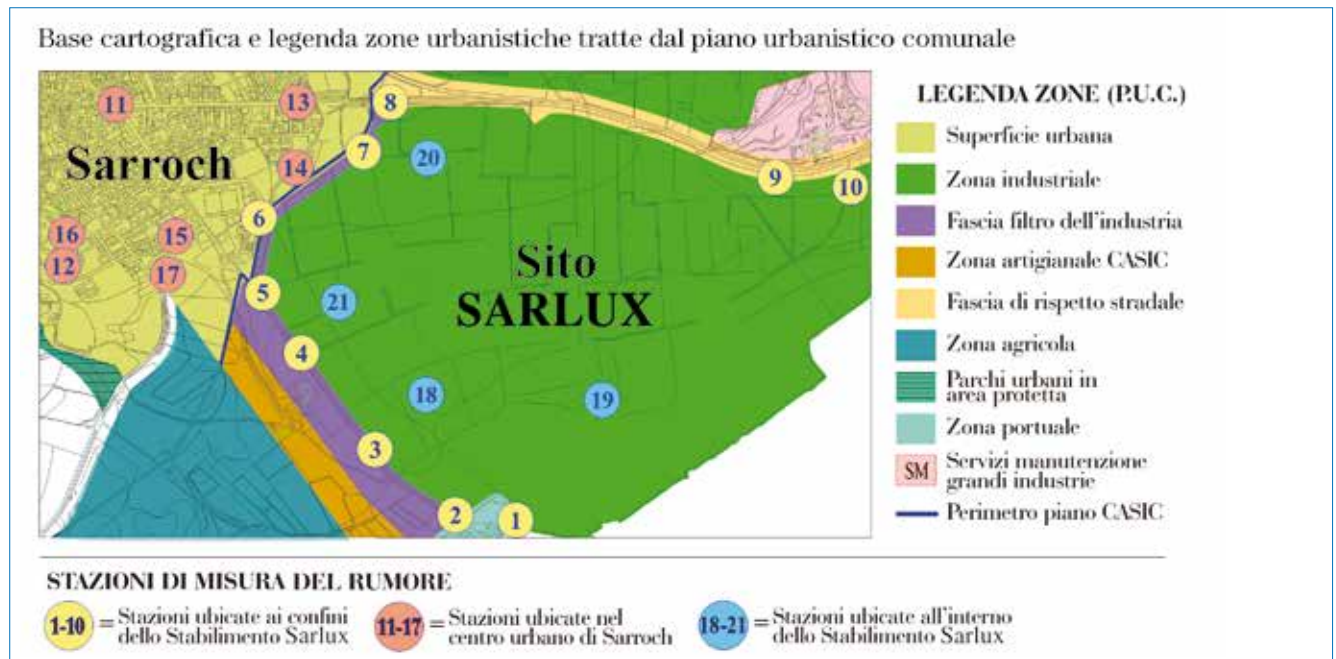 Base cartografica e legenda zone urbanistiche tratte dal piano urbanistico comunale
11
13
8
Sarroch
14
7
20
9
10
6
16
15
12
17
5
21
Sito
SARLUX
4
18
19
3
2
1
LEGENDA ZONE (P.U.C.)
Superficie urbana
Zona industriale
Fascia filtro dell'industria
Zona artigianale CASIC
Fascia di rispetto stradale
Zona agricola
Parchi urbani in
area protetta
Zona portuale
SM Servizi manutenzione
grandi industrie
Perimetro piano CASIC
STAZIONI DI MISURA DEL RUMORE
1-10 = Stazioni ubicate ai confini
dello Stabilimento Sarlux
11-17 = Stazioni ubicate nel
centro urbano di Sarroch
18-21 = Stazioni ubicate all'interno
dello Stabilimento Sarlux